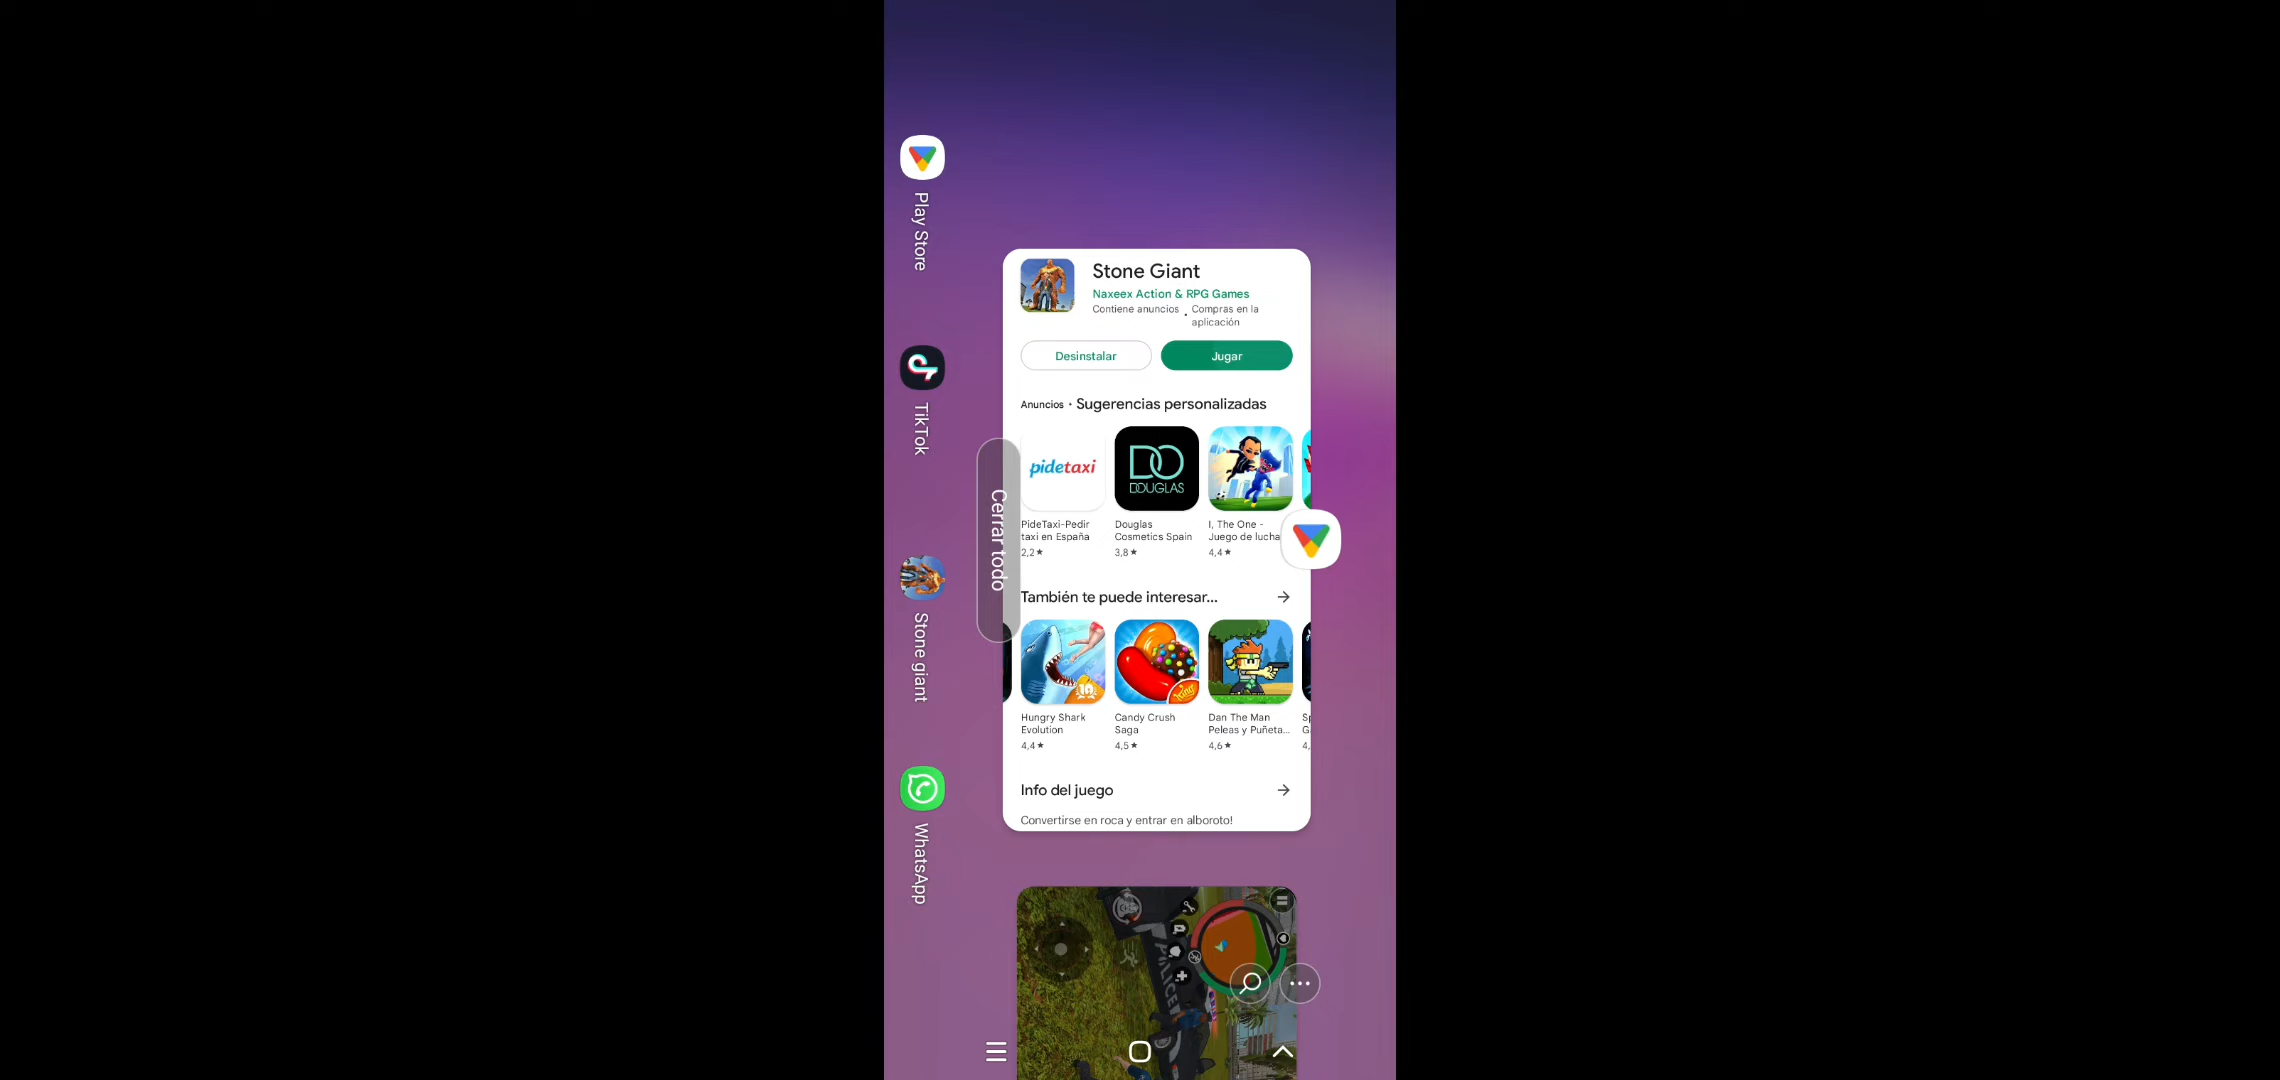 Play Store
TikTok
Stone giant
WhatsApp
Cerrar todo
Stone Giant
Naxeex Action & RPG Games
Contiene anuncios • Compras en la
aplicación
Desinstalar
Jugar
Anuncios • Sugerencias personalizadas
pidetaxi
DO
DOUGLAS
PideTaxi-Pedir
taxi en España
2,2★
Douglas
Cosmetics Spain
3,8★
I, The One -
Juego de lucha
4,4★
También te puede interesar...
King
Hungry Shark
Evolution
4,4★
Candy Crush
Saga
4,5★
Dan The Man
Peleas y Puñeta...
4,6★
Info del juego
Convertirse en roca y entrar en alboroto!
POLICE